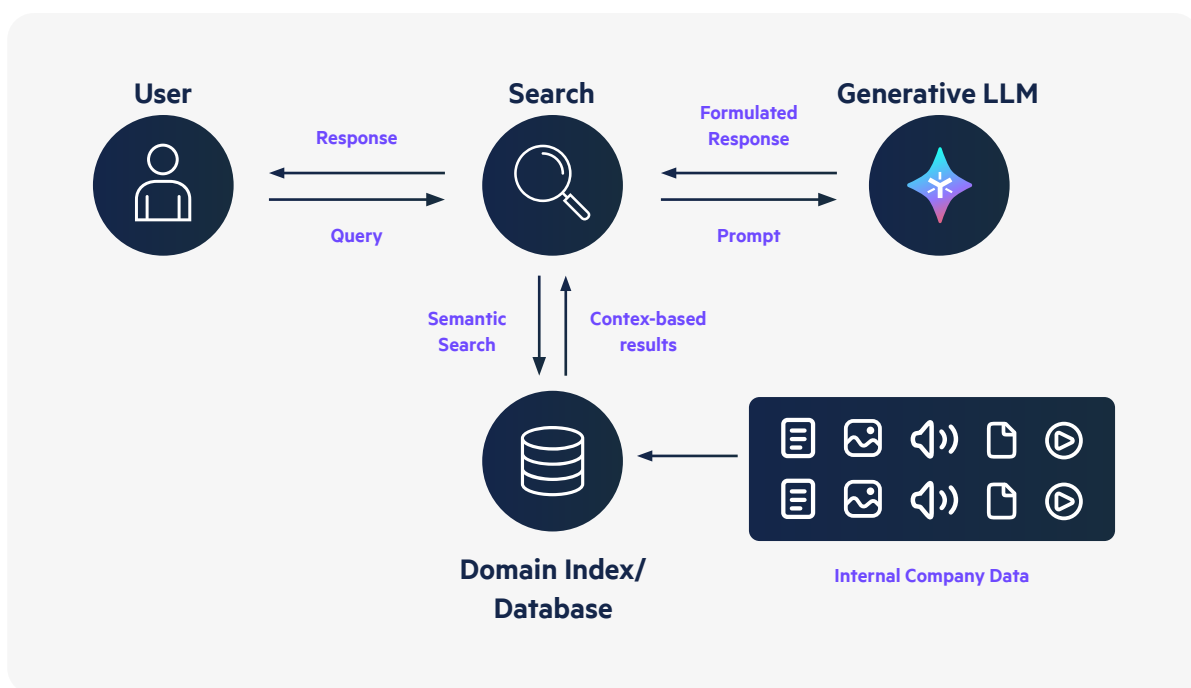 User
Search
Generative LLM
Response
Formulated
Response
Query
Prompt
Semantic
Search
Contex-based
results
Domain Index/
Database
Internal Company Data